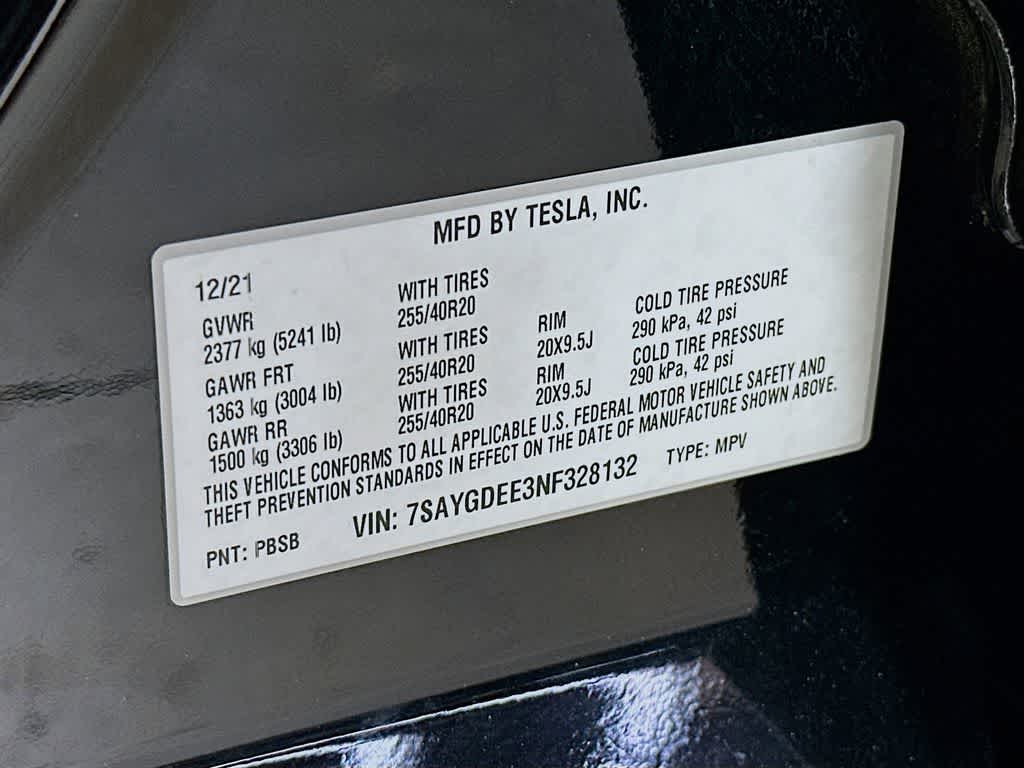 MFD BY TESLA, INC.
12/21
GVWR
2377 kg (5241 lb)
WITH TIRES
255/40R20
GAWR FRT
1363 kg (3004 lb)
WITH TIRES
255/40R20
RIM
20X9.5J
COLD TIRE PRESSURE
290 kPa, 42 psi
GAWR RR
1500 kg (3306 lb)
WITH TIRES
255/40R20
RIM
20X9.5J
COLD TIRE PRESSURE
290 kPa, 42 psi
THIS VEHICLE CONFORMS TO ALL APPLICABLE U.S. FEDERAL MOTOR VEHICLE SAFETY AND
THEFT PREVENTION STANDARDS IN EFFECT ON THE DATE OF MANUFACTURE SHOWN ABOVE.
PNT: PBSB
VIN: 7SAYGDEE3NF328132
TYPE: MPV